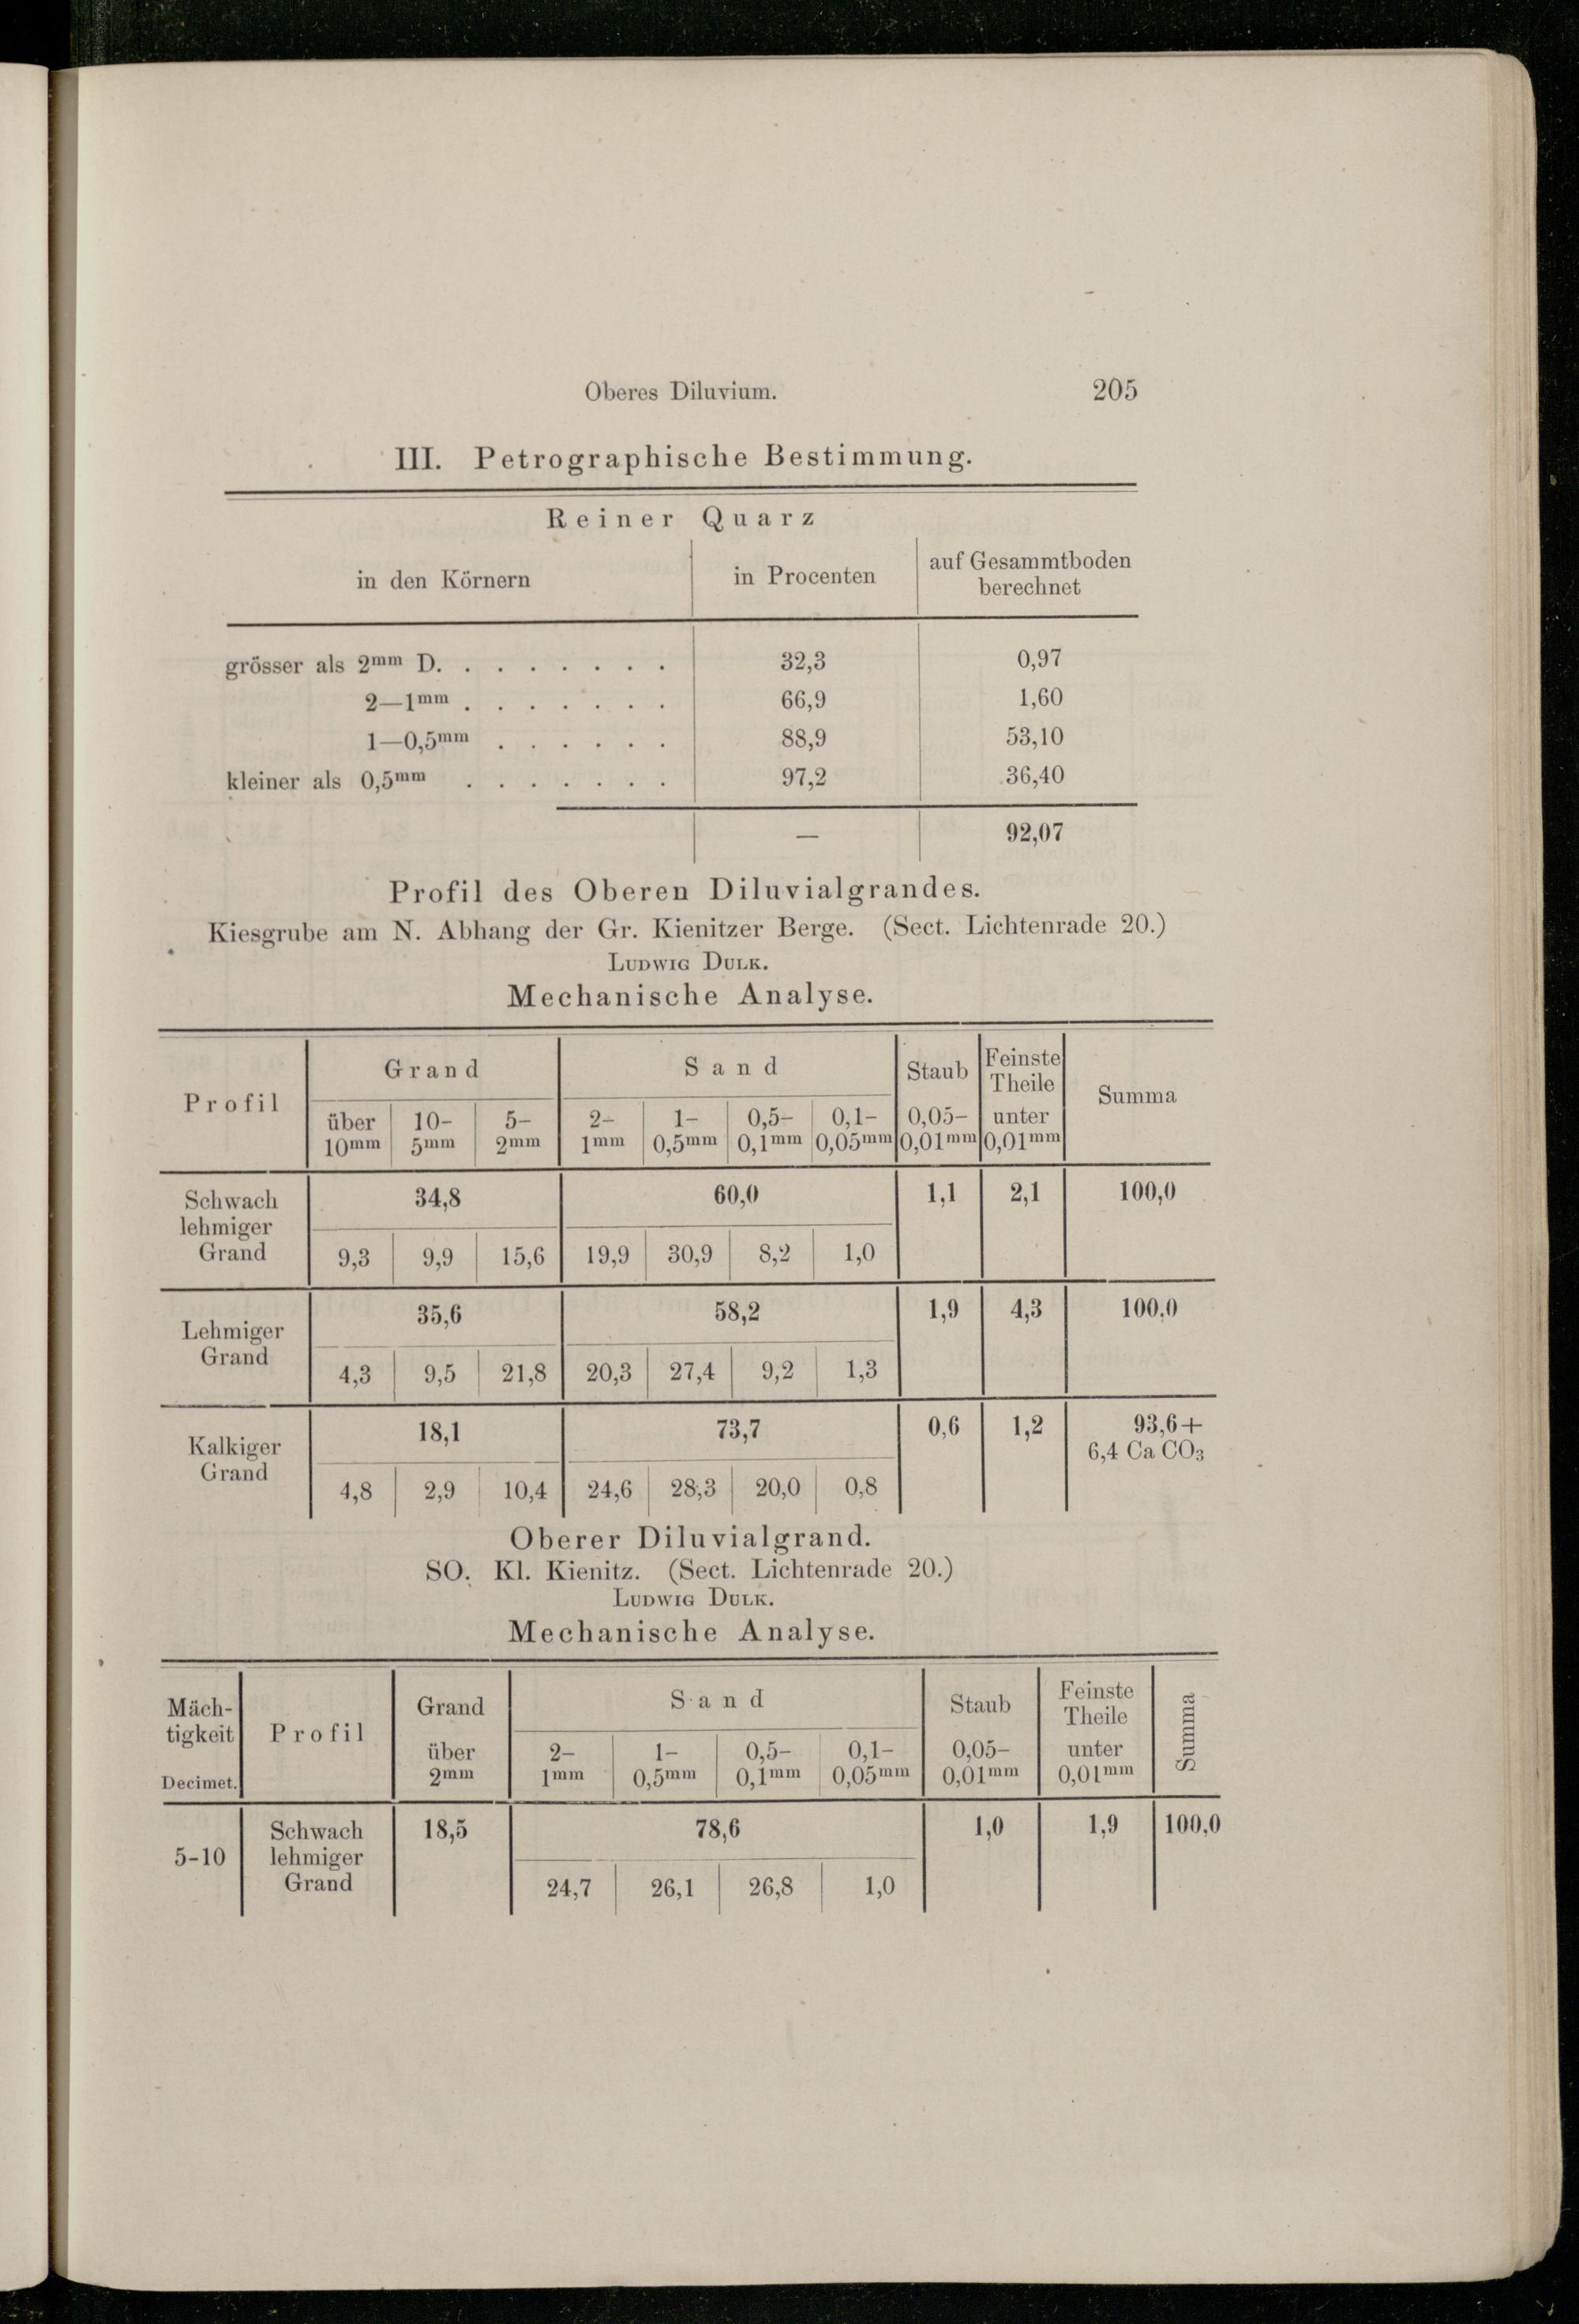 Oberes Diluvium. 205
III. Petrographische Bestimmung.
Reiner Quarz
in den Körnern in Procenten auf Gesammtboden
berechnet
grösser als 2mm D. . . . . . . . 32,3 0,97
2—1mm . . . . . . . 66,9 1,60
1—0,5mm . . . . . . 88,9 53,10
kleiner als 0,5mm . . . . . . . 97,2 36,40
— 92,07
Profil des Oberen Diluvialgrandes.
Kiesgrube am N. Abhang der Gr. Kienitzer Berge. (Sect. Lichtenrade 20.)
Ludwig Dulk.
Mechanische Analyse.
Profil Grand Sand Staub Feinste Theile Summa
über 10mm 10-5mm 5-2mm 2-1mm 1-0,5mm 0,5-0,1mm 0,1-0,05mm 0,05-0,01mm unter 0,01mm
Schwach 34,8 60,0 1,1 2,1 100,0
lehmiger
Grand 9,3 9,9 15,6 19,9 30,9 8,2 1,0
35,6 58,2 1,9 4,3 100,0
Lehmiger
Grand
4,3 9,5 21,8 20,3 27,4 9,2 1,3
18,1 73,7 0,6 1,2 93,6+
Kalkiger 6,4 Ca CO3
Grand
4,8 2,9 10,4 24,6 28,3 20,0 0,8
Oberer Diluvialgrand.
SO. Kl. Kienitz. (Sect. Lichtenrade 20.)
Ludwig Dulk.
Mechanische Analyse.
Mäch-
tigkeit
Decimet. Profil Grand Sand Staub Feinste Theile Summa
über 2mm 2-1mm 1-0,5mm 0,5-0,1mm 0,1-0,05mm 0,05-0,01mm unter 0,01mm
Schwach 18,5 78,6 1,0 1,9 100,0
5-10 lehmiger
Grand 24,7 26,1 26,8 1,0